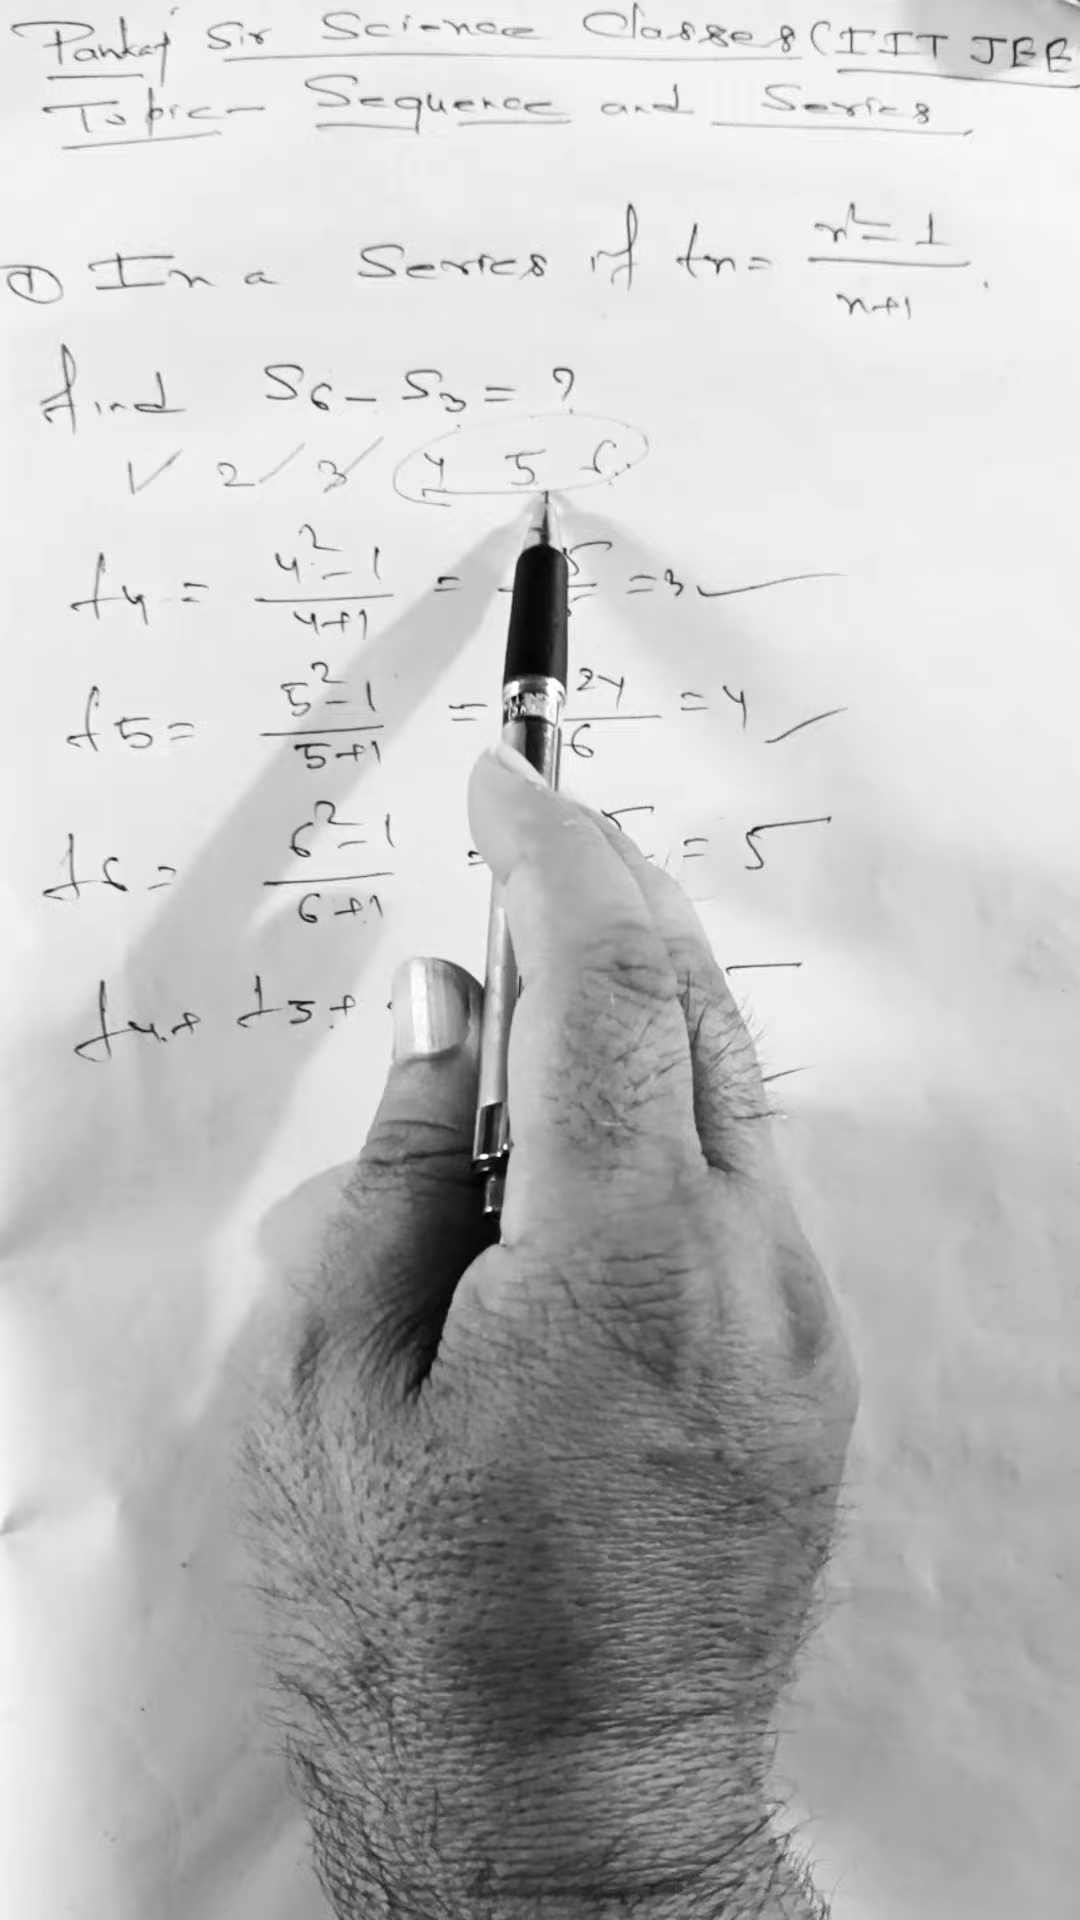 Pankaj Sir Science Classes (IIT JEE
Topic - Sequence and Series
① In a Series if tn = n²-1 / n+1 .
find S6 - S3 = ?
1 2 3 4 5 6
t4 = 4²-1 / 4+1 = = 3
t5 = 5²-1 / 5+1 = 24 / 6 = 4
t6 = 6²-1 / 6+1 = = 5
t4 + t5 +